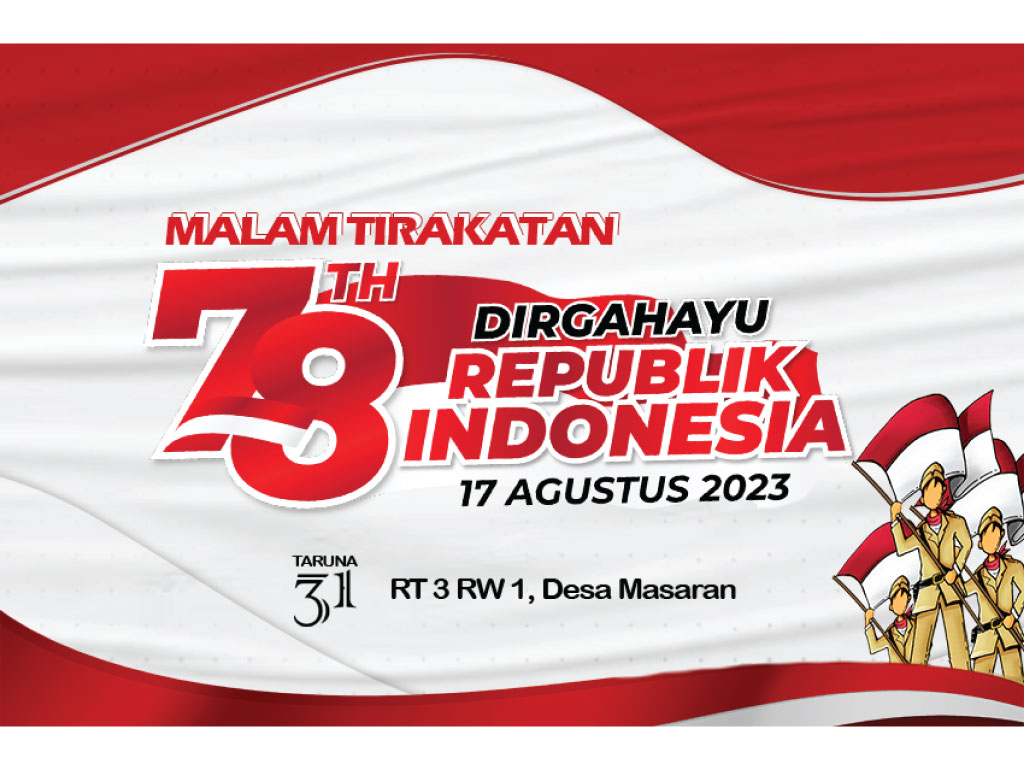 MALAM TIRAKATAN
78TH
DIRGAHAYU
REPUBLIK
INDONESIA
17 AGUSTUS 2023
TARUNA
31
RT 3 RW 1, Desa Masaran